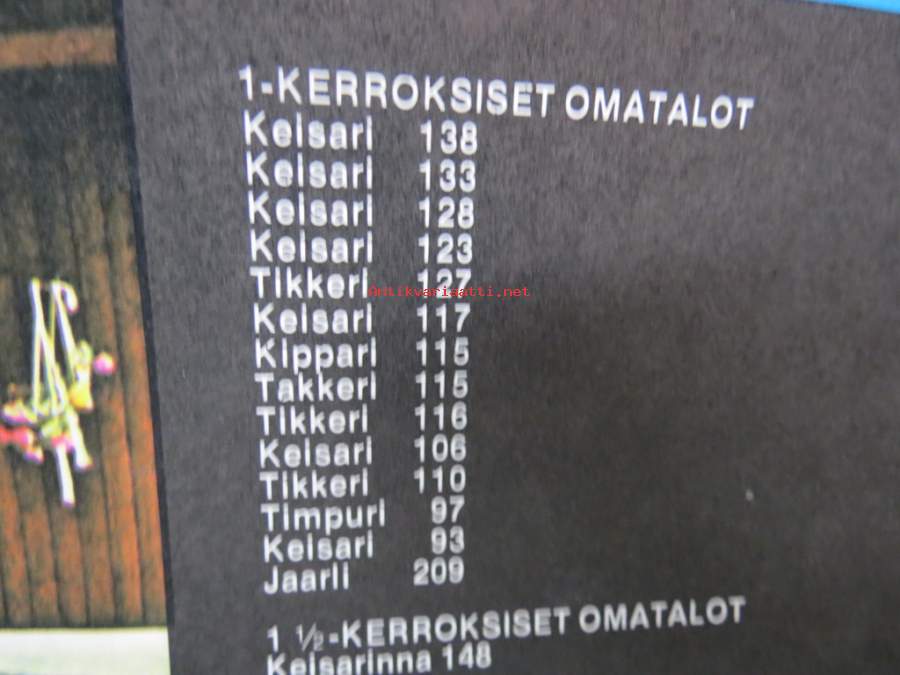 1-KERROKSISET OMATALOT
Keisari 138
Keisari 133
Keisari 128
Keisari 123
Tikkeri 127
antikvariaatti.net
Keisari 117
Kippari 115
Takkeri 115
Tikkeri 116
Keisari 106
Tikkeri 110
Timpuri 97
Keisari 93
Jaarli 209
1 ½-KERROKSISET OMATALOT
Keisarinna 148